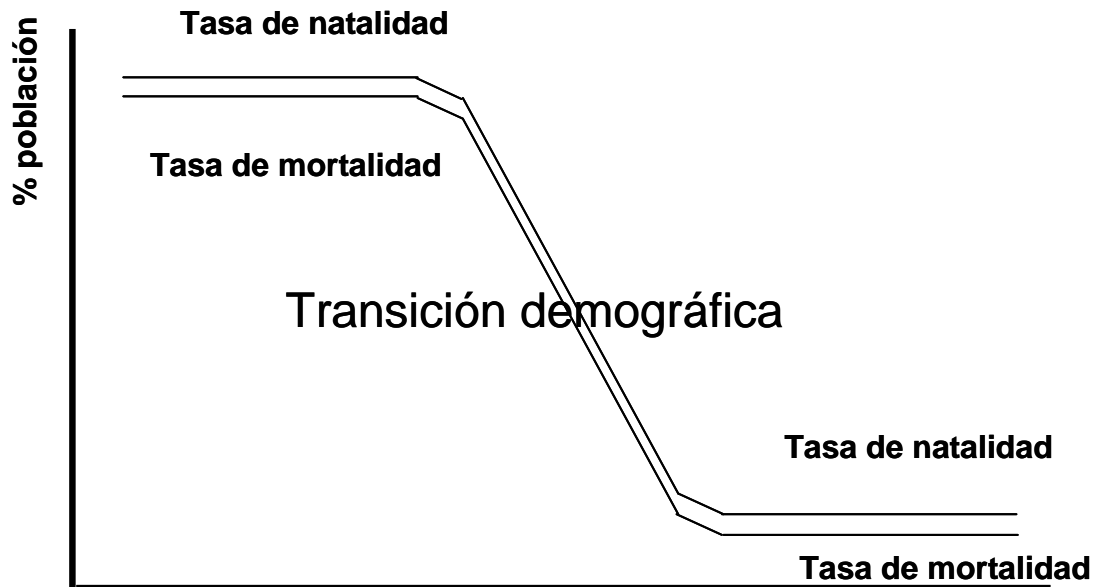 Tasa de natalidad
% población
Tasa de mortalidad
Transición demográfica
Tasa de natalidad
Tasa de mortalidad